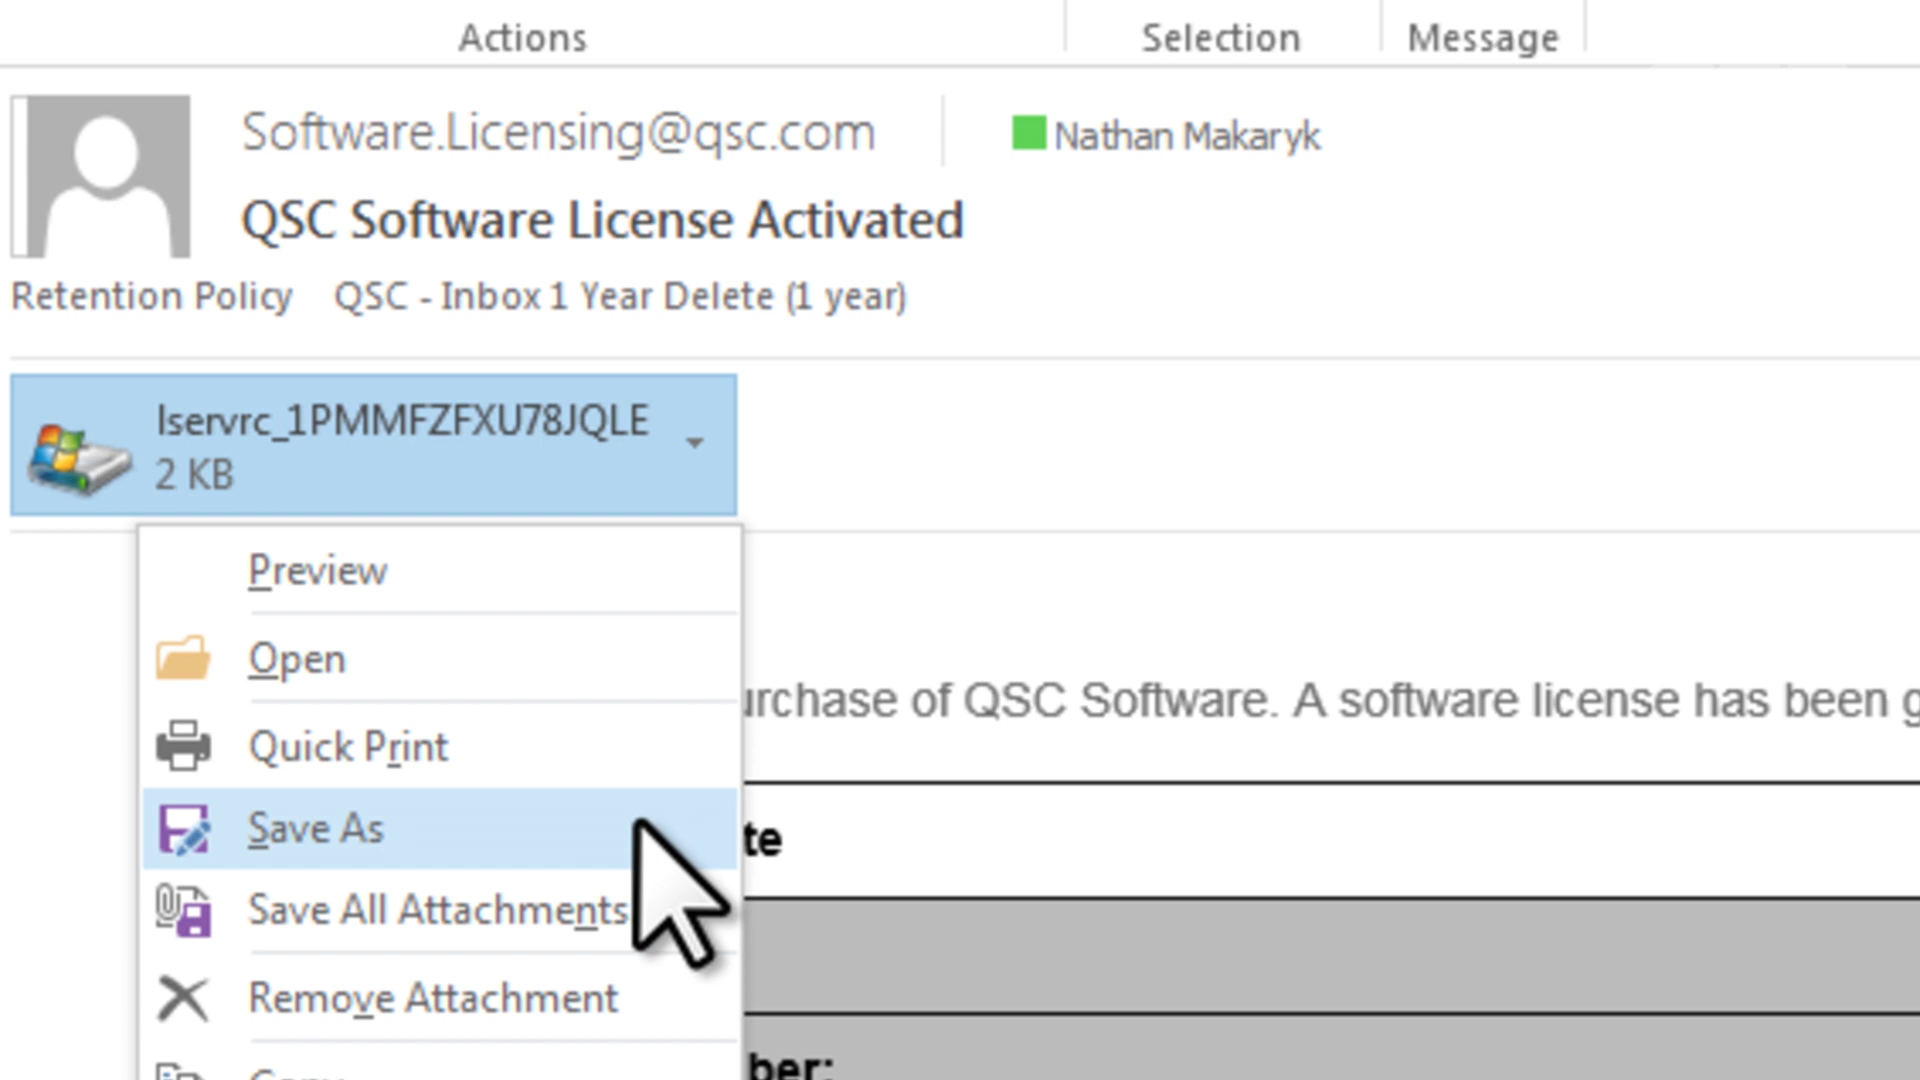 Actions Selection Message
Software.Licensing@qsc.com Nathan Makaryk
QSC Software License Activated
Retention Policy QSC - Inbox 1 Year Delete (1 year)
lservrc_1PMMFZFXU78JQLE
2 KB
Preview
Open
urchase of QSC Software. A software license has been g
Quick Print
Save As
te
Save All Attachments
Remove Attachment
Copy
ber: